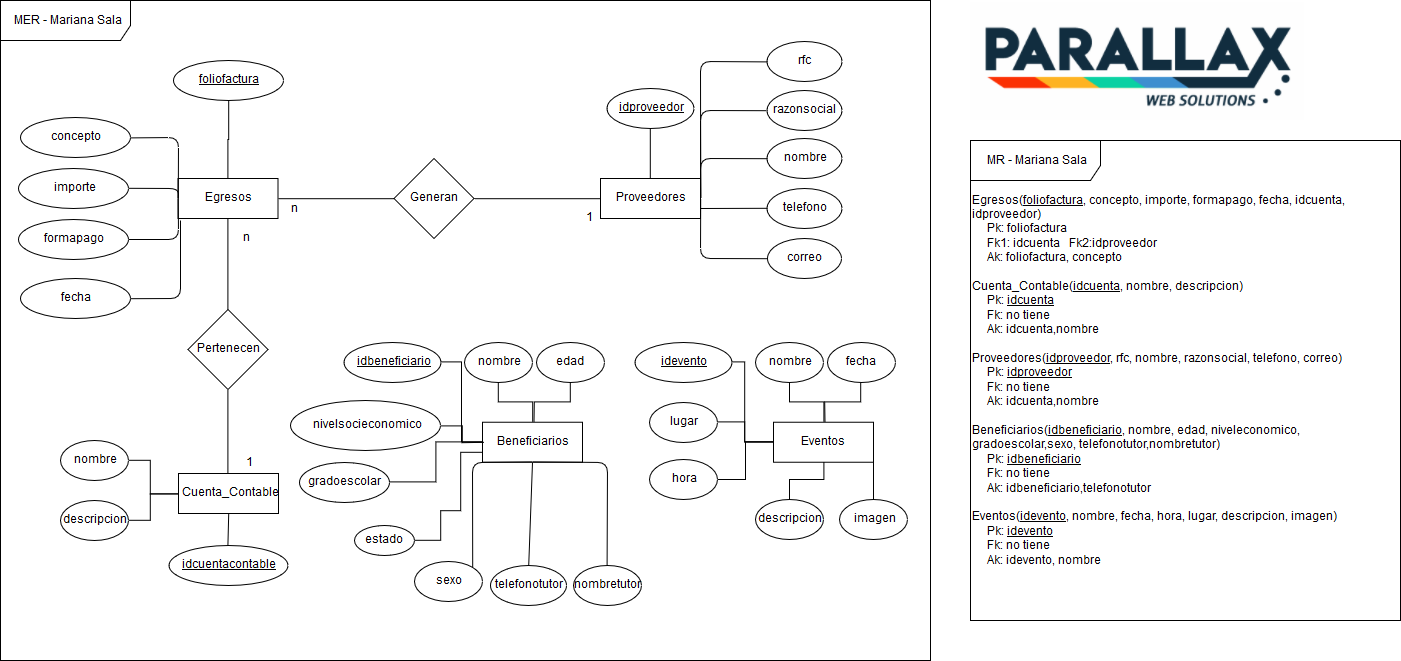 MER - Mariana Sala
foliofactura
concepto
importe
formapago
fecha
Egresos
n
n
Generan
1
Proveedores
idproveedor
rfc
razonsocial
nombre
telefono
correo
Pertenecen
1
Cuenta_Contable
nombre
descripcion
idcuentacontable
idbeneficiario
nombre
edad
nivelsocieconomico
Beneficiarios
gradoescolar
estado
sexo
telefonotutor
nombretutor
idevento
nombre
fecha
lugar
Eventos
hora
descripcion
imagen
PARALLAX
WEB SOLUTIONS
MR - Mariana Sala
Egresos(foliofactura, concepto, importe, formapago, fecha, idcuenta,
idproveedor)
Pk: foliofactura
Fk1: idcuenta Fk2:idproveedor
Ak: foliofactura, concepto
Cuenta_Contable(idcuenta, nombre, descripcion)
Pk: idcuenta
Fk: no tiene
Ak: idcuenta,nombre
Proveedores(idproveedor, rfc, nombre, razonsocial, telefono, correo)
Pk: idproveedor
Fk: no tiene
Ak: idcuenta,nombre
Beneficiarios(idbeneficiario, nombre, edad, niveleconomico,
gradoescolar,sexo, telefonotutor,nombretutor)
Pk: idbeneficiario
Fk: no tiene
Ak: idbeneficiario,telefonotutor
Eventos(idevento, nombre, fecha, hora, lugar, descripcion, imagen)
Pk: idevento
Fk: no tiene
Ak: idevento, nombre